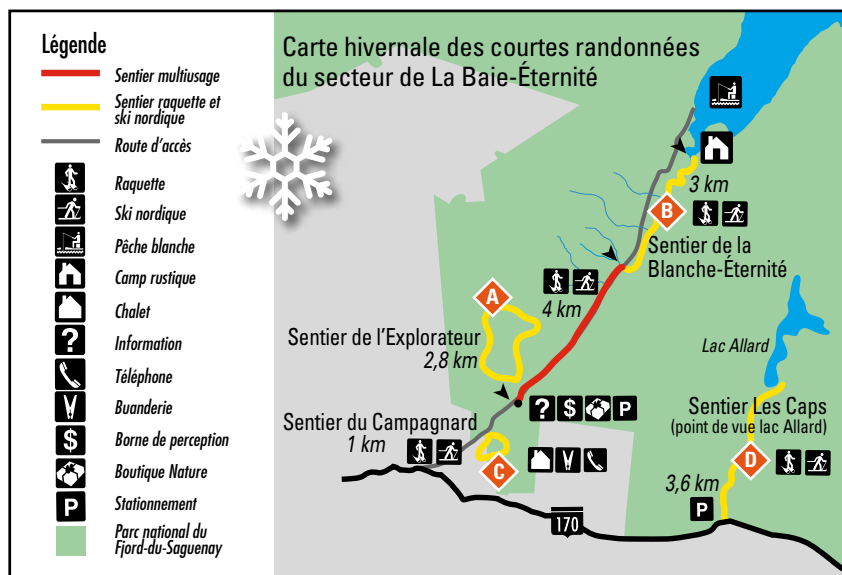 Légende
Sentier multiusage
Sentier raquette et
ski nordique
Route d'accès
Raquette
Ski nordique
Pêche blanche
Camp rustique
Chalet
? Information
Téléphone
Buanderie
$ Borne de perception
Boutique Nature
P Stationnement
Parc national du
Fjord-du-Saguenay
Carte hivernale des courtes randonnées
du secteur de La Baie-Éternité
3 km
B
Sentier de la
Blanche-Éternité
4 km
A
Sentier de l'Explorateur
2,8 km
Lac Allard
? $ P
Sentier du Campagnard
1 km
C
Sentier Les Caps
(point de vue lac Allard)
D
3,6 km
P
170